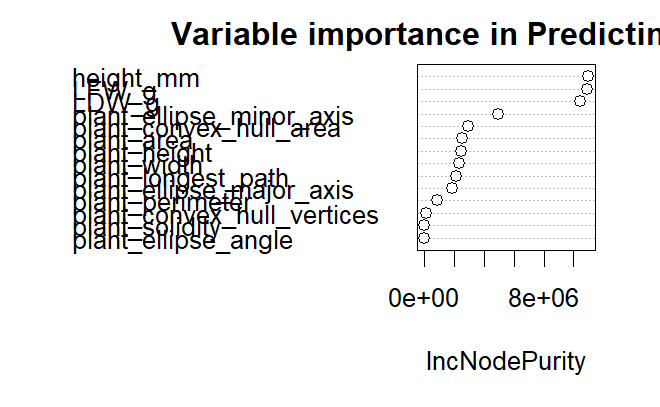 Variable importance in Predictin
height_mm
LFW_g
LDW_g
plant_ellipse_minor_axis
plant_convex_hull_area
plant_area
plant_height
plant_width
plant_longest_path
plant_ellipse_major_axis
plant_perimeter
plant_convex_hull_vertices
plant_solidity
plant_ellipse_angle
0e+00 8e+06
IncNodePurity